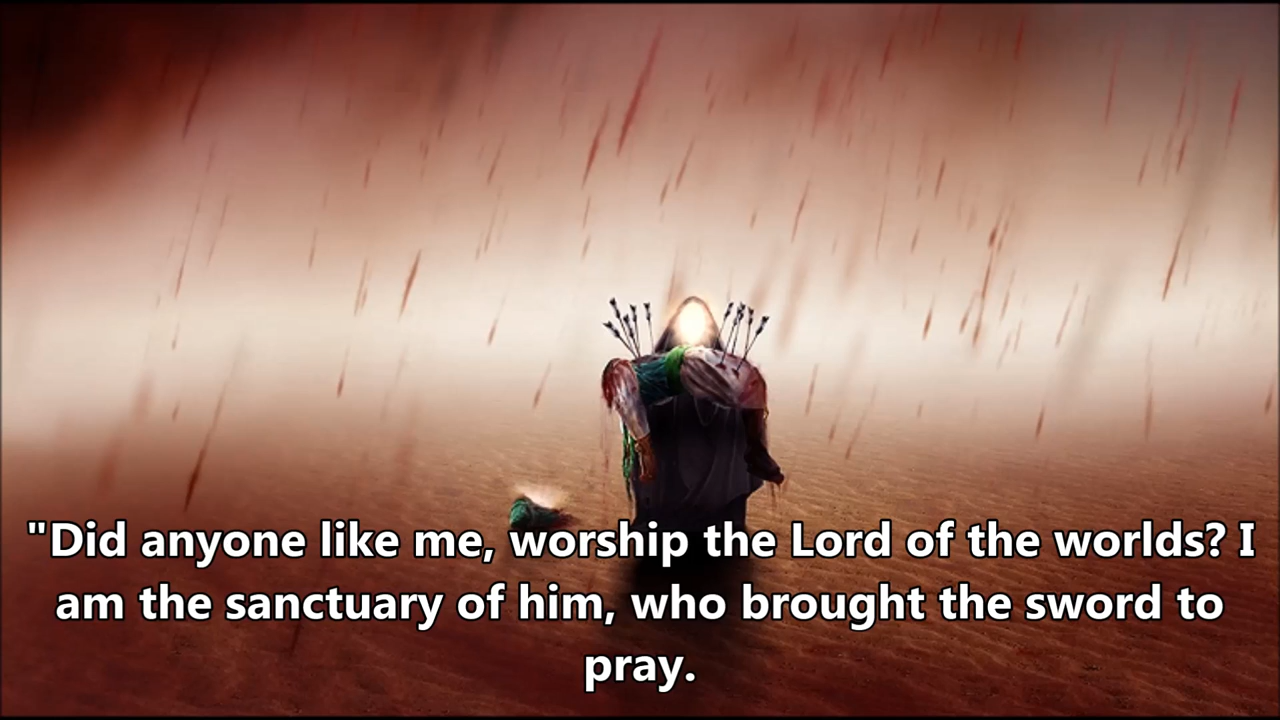 "Did anyone like me, worship the Lord of the worlds? I
am the sanctuary of him, who brought the sword to
pray.